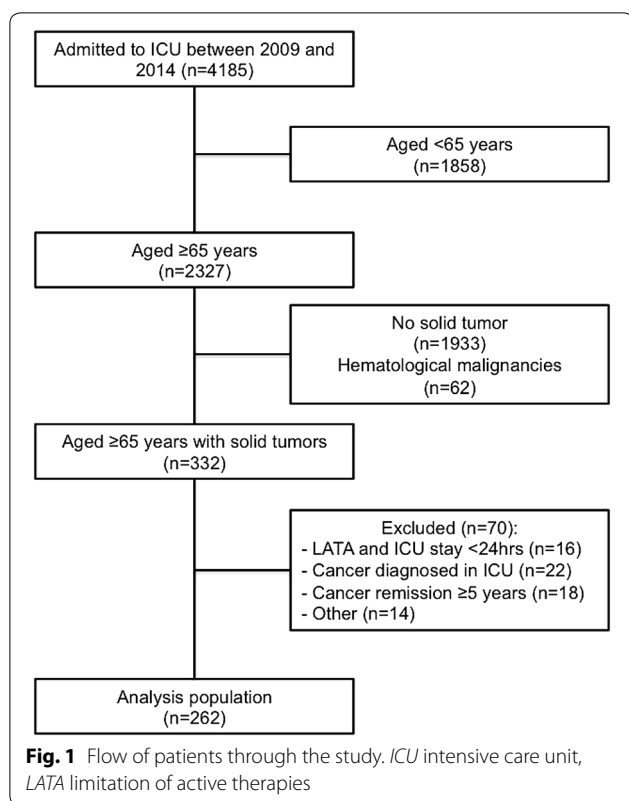 Admitted to ICU between 2009 and
2014 (n=4185)
Aged <65 years
(n=1858)
Aged ≥65 years
(n=2327)
No solid tumor
(n=1933)
Hematological malignancies
(n=62)
Aged ≥65 years with solid tumors
(n=332)
Excluded (n=70):
- LATA and ICU stay <24hrs (n=16)
- Cancer diagnosed in ICU (n=22)
- Cancer remission ≥5 years (n=18)
- Other (n=14)
Analysis population
(n=262)
Fig. 1 Flow of patients through the study. ICU intensive care unit,
LATA limitation of active therapies